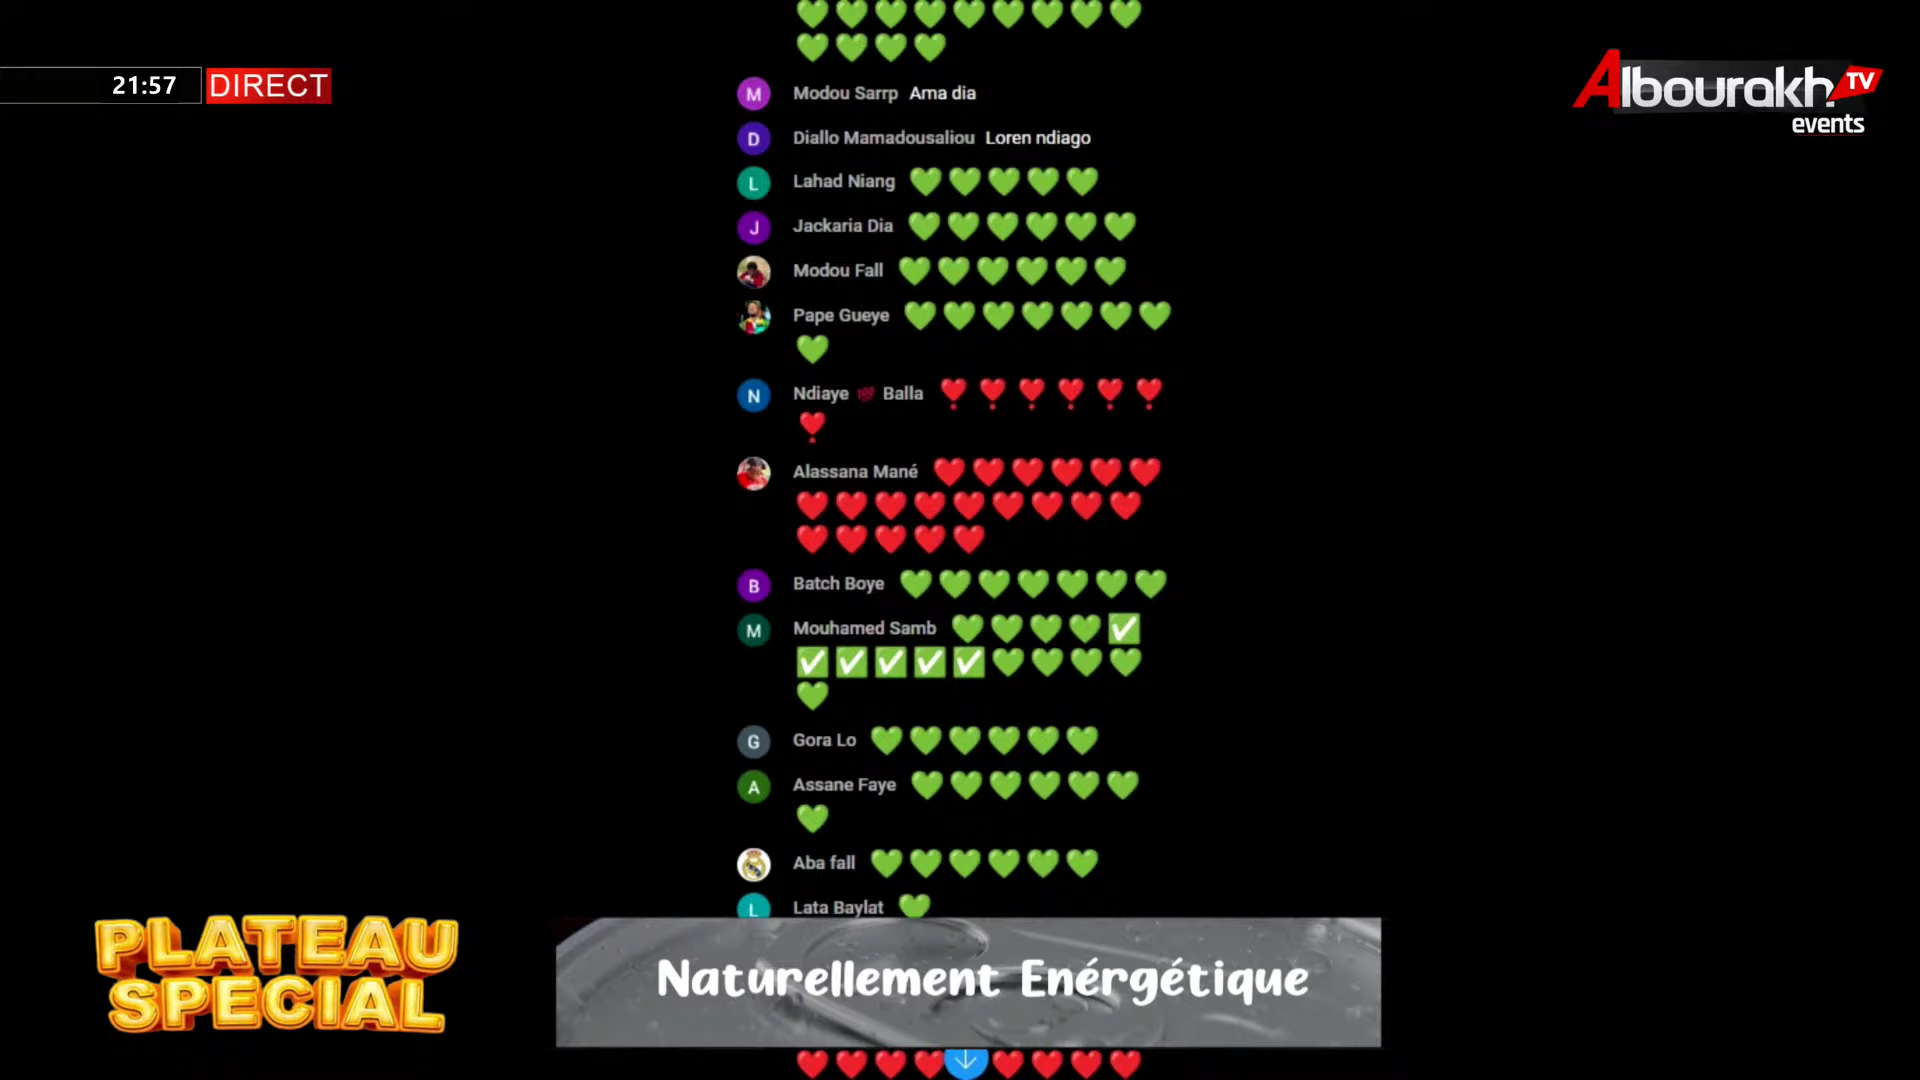 21:57 DIRECT
Albourakh TV
events
M Modou Sarrp Ama dia
D Diallo Mamadousaliou Loren ndiago
L Lahad Niang 💚💚💚💚💚
J Jackaria Dia 💚💚💚💚💚💚
Modou Fall 💚💚💚💚💚💚
Pape Gueye 💚💚💚💚💚💚💚
💚
N Ndiaye 💯 Balla ❣️❣️❣️❣️❣️❣️
❣️
Alassana Mané ❤️❤️❤️❤️❤️❤️
❤️❤️❤️❤️❤️❤️❤️❤️❤️
❤️❤️❤️❤️❤️
B Batch Boye 💚💚💚💚💚💚💚
M Mouhamed Samb 💚💚💚💚✅
✅✅✅✅✅💚💚💚💚
💚
G Gora Lo 💚💚💚💚💚💚
A Assane Faye 💚💚💚💚💚💚
💚
Aba fall 💚💚💚💚💚💚
L Lata Baylat 💚
PLATEAU
SPECIAL
Naturellement Enérgétique